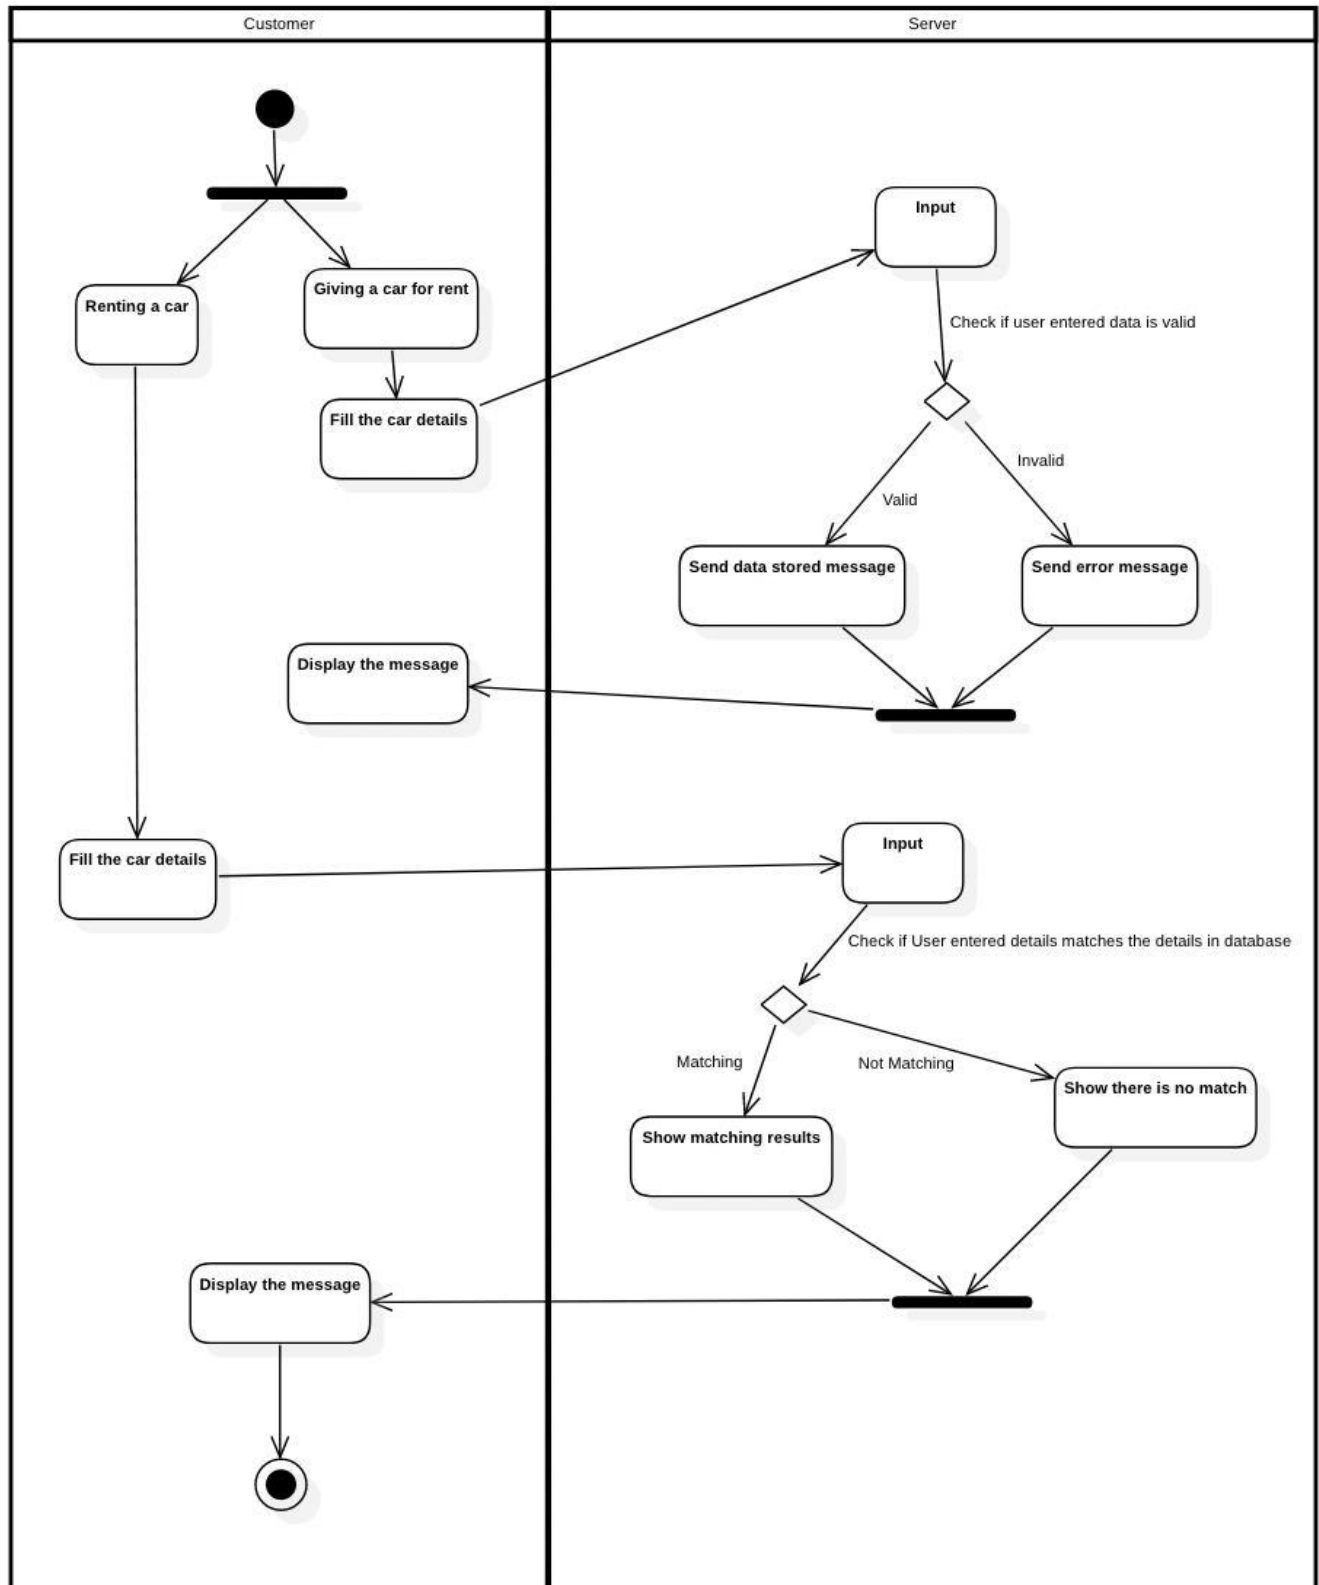 Customer
Server
Input
Giving a car for rent
Renting a car
Check if user entered data is valid
Fill the car details
Invalid
Valid
Send data stored message
Send error message
Display the message
Input
Fill the car details
Check if User entered details matches the details in database
Matching
Not Matching
Show there is no match
Show matching results
Display the message